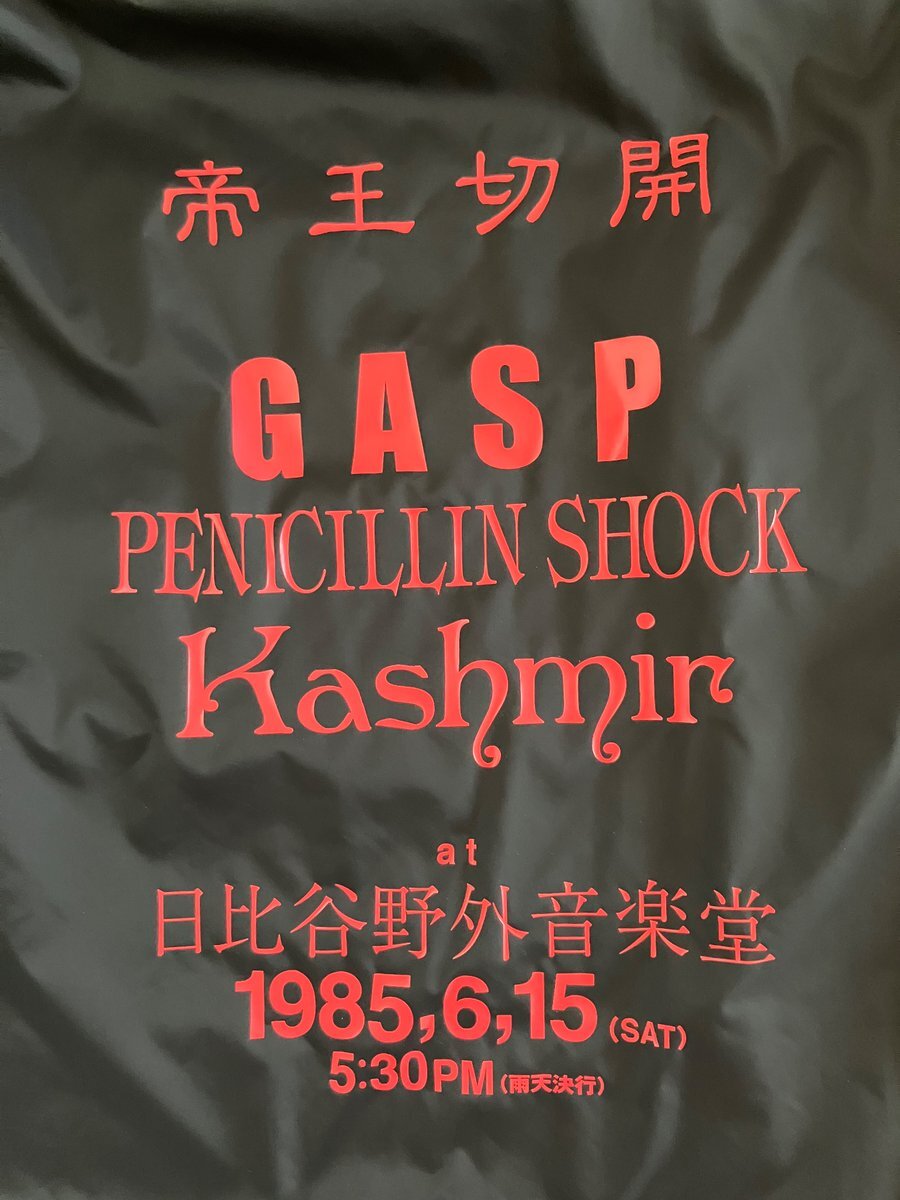 帝王切開
GASP
PENICILLIN SHOCK
Kashmir
at
日比谷野外音楽堂
1985,6,15 (SAT)
5:30PM (雨天決行)